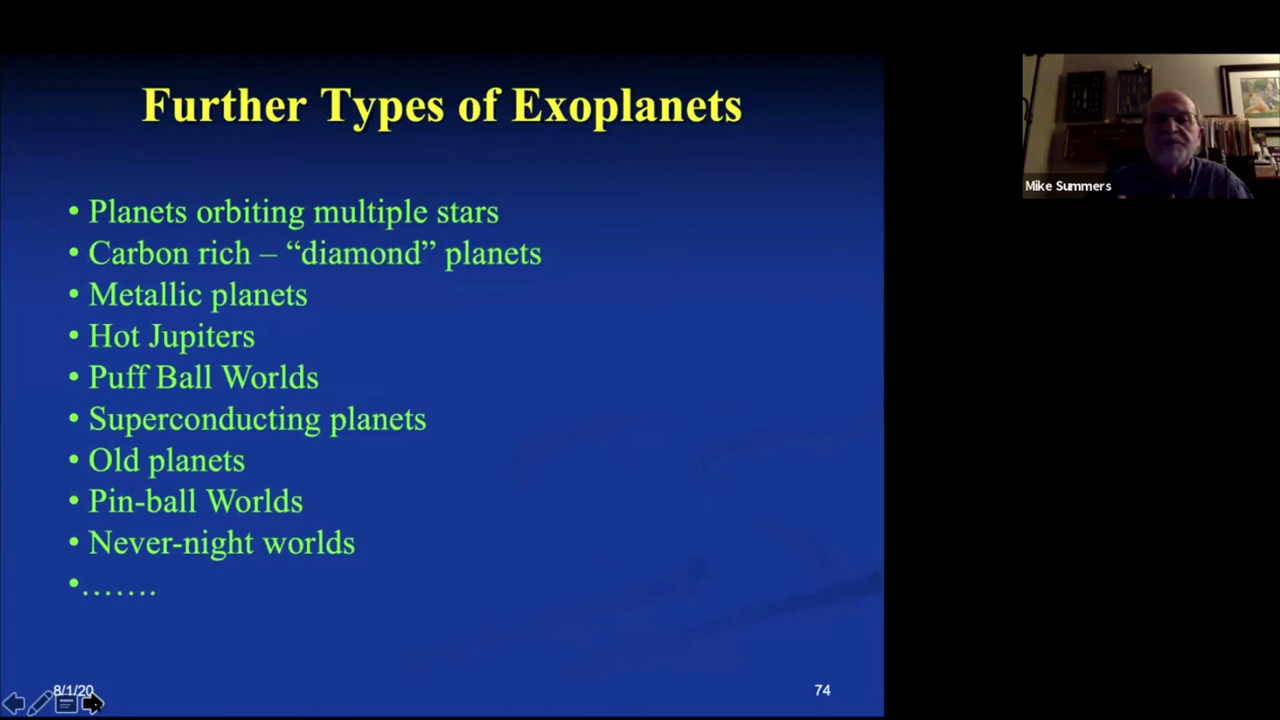 Further Types of Exoplanets
• Planets orbiting multiple stars
• Carbon rich – “diamond” planets
• Metallic planets
• Hot Jupiters
• Puff Ball Worlds
• Superconducting planets
• Old planets
• Pin-ball Worlds
• Never-night worlds
•.......
8/1/20
74
Mike Summers